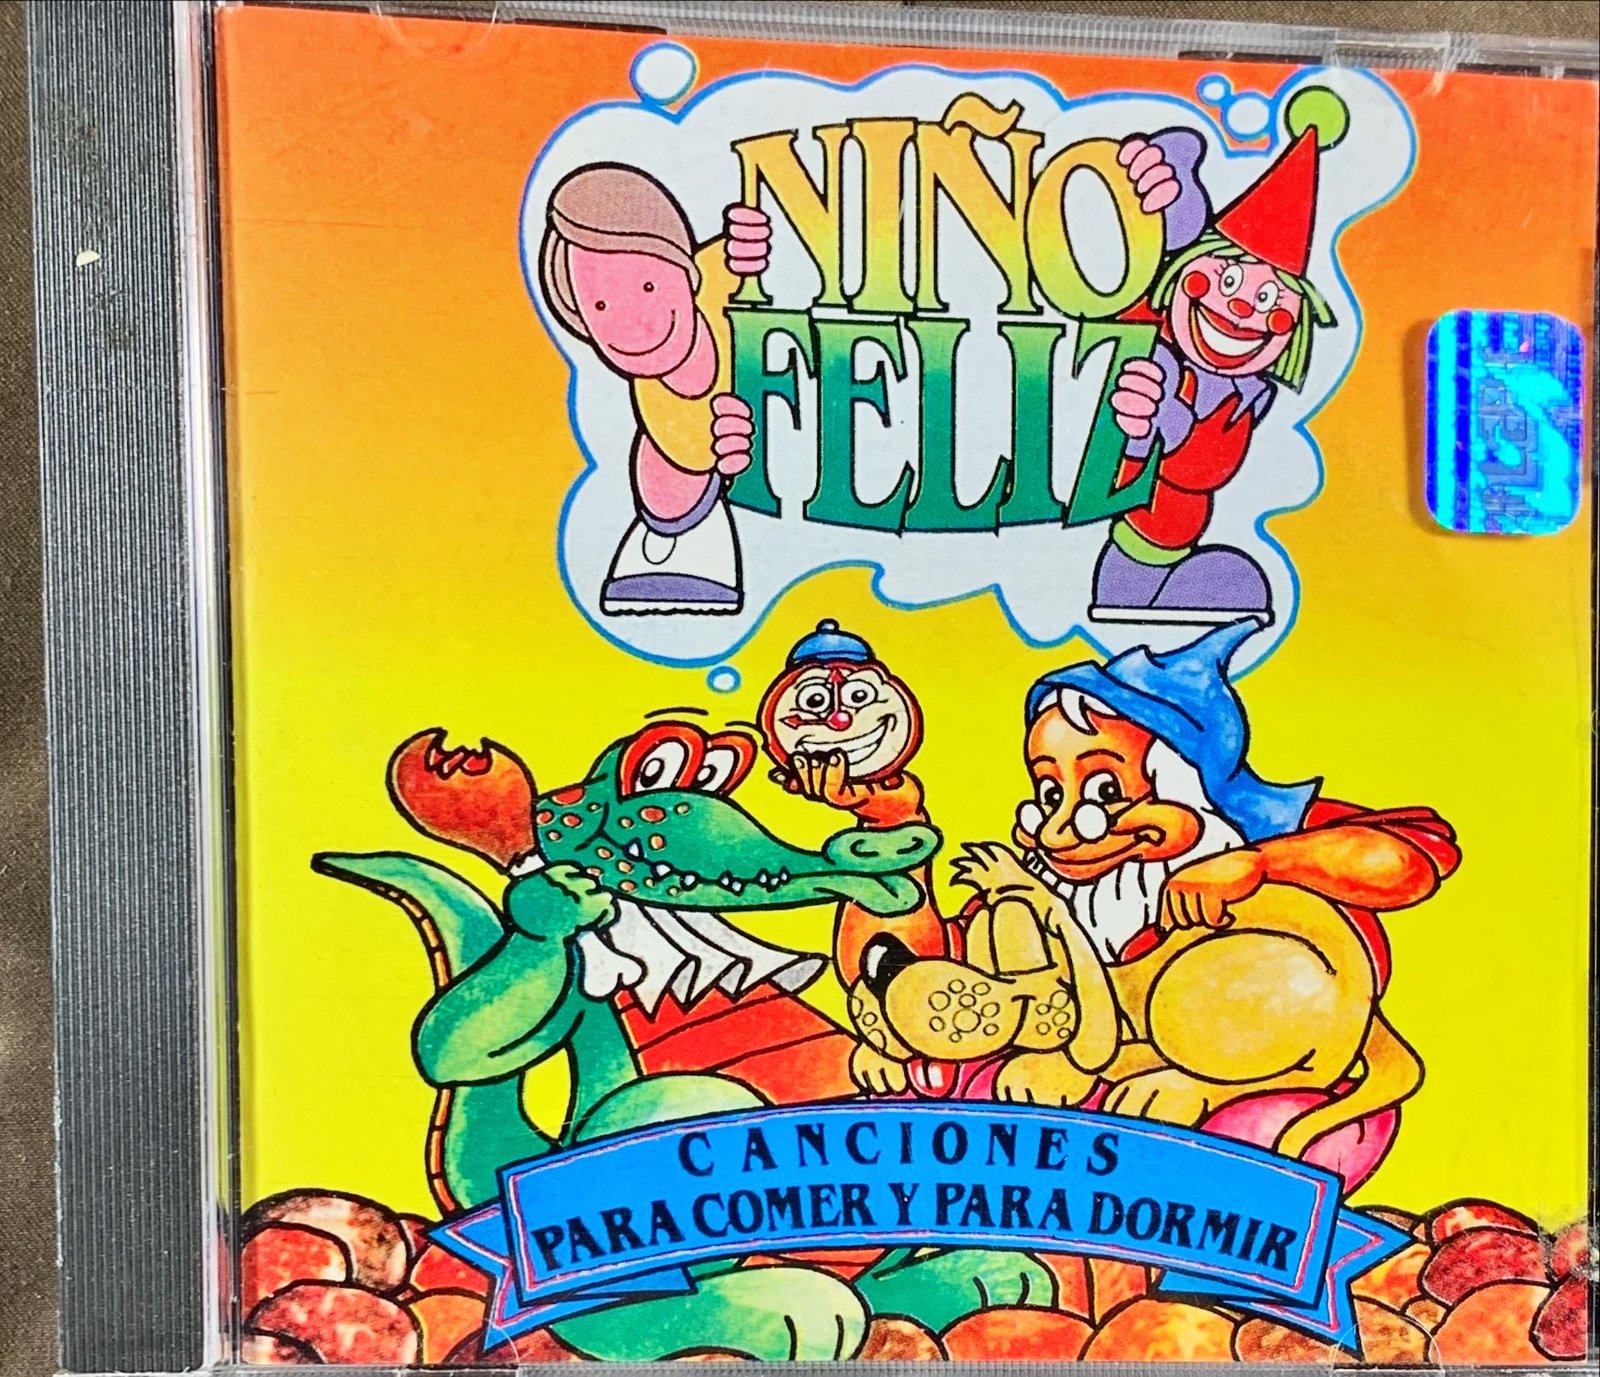 NIÑO
FELIZ
CANCIONES
PARA COMER Y PARA DORMIR